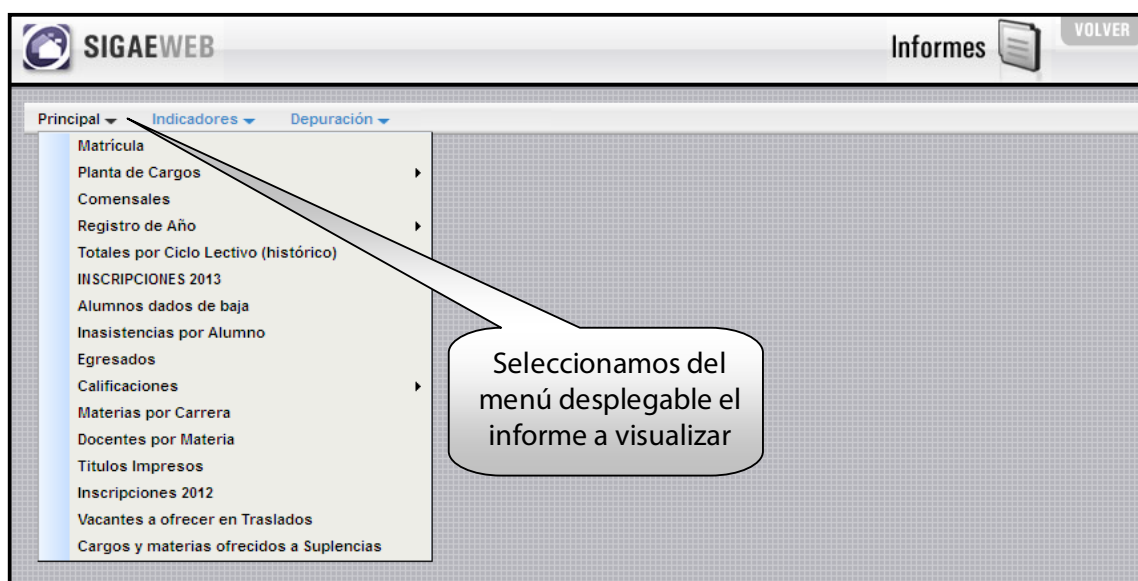 SIGAEWEB
Informes
VOLVER
Principal
Indicadores
Depuración
Matrícula
Planta de Cargos
Comensales
Registro de Año
Totales por Ciclo Lectivo (histórico)
INSCRIPCIONES 2013
Alumnos dados de baja
Inasistencias por Alumno
Egresados
Calificaciones
Materias por Carrera
Docentes por Materia
Titulos Impresos
Inscripciones 2012
Vacantes a ofrecer en Traslados
Cargos y materias ofrecidos a Suplencias
Seleccionamos del
menú desplegable el
informe a visualizar